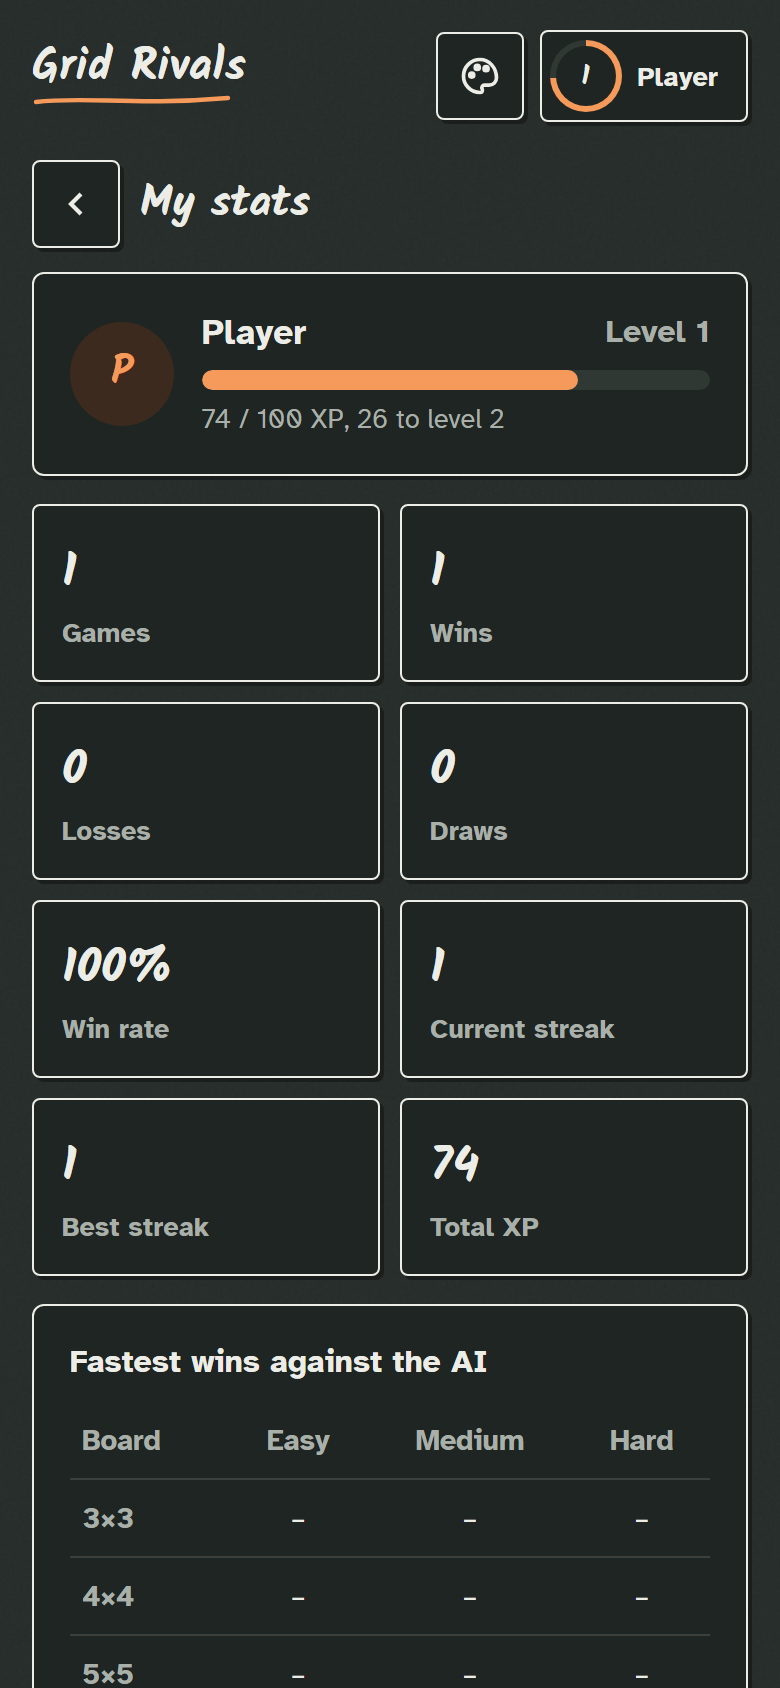 Grid Rivals
1 Player
My stats
P
Player Level 1
74 / 100 XP, 26 to level 2
1 1
Games Wins
0 0
Losses Draws
100% 1
Win rate Current streak
1 74
Best streak Total XP
Fastest wins against the AI
Board Easy Medium Hard
3×3 – – –
4×4 – – –
5×5 – – –